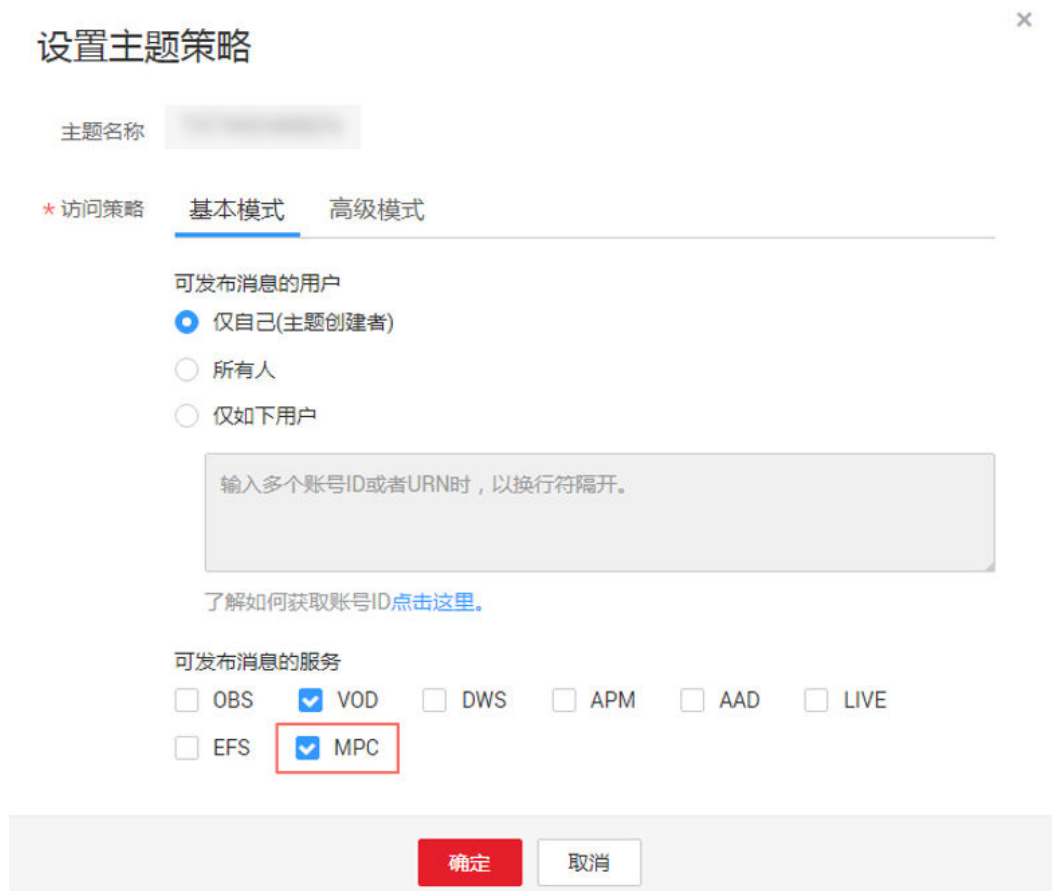 设置主题策略
主题名称
* 访问策略 基本模式 高级模式
可发布消息的用户
仅自己(主题创建者)
所有人
仅如下用户
输入多个账号ID或者URN时，以换行符隔开。
了解如何获取账号ID点击这里。
可发布消息的服务
OBS VOD DWS APM AAD LIVE
EFS MPC
确定 取消